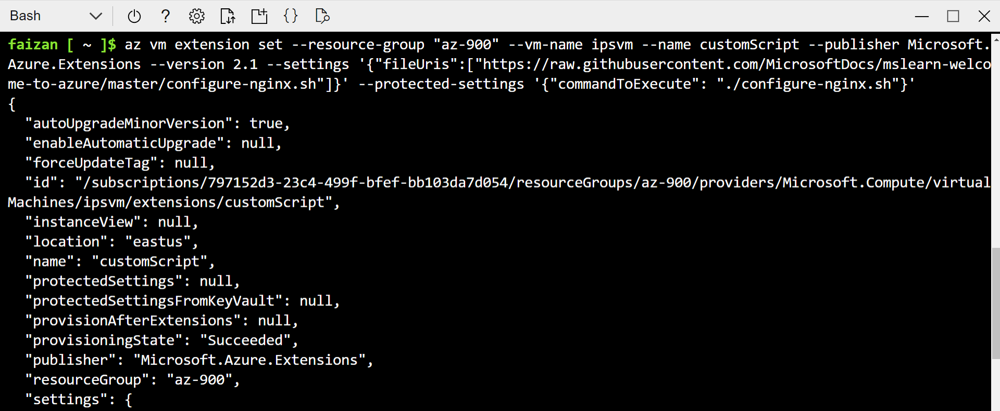 Bash
faizan [ ~ ]$ az vm extension set --resource-group "az-900" --vm-name ipsvm --name customScript --publisher Microsoft.
Azure.Extensions --version 2.1 --settings '{"fileUris":["https://raw.githubusercontent.com/MicrosoftDocs/mslearn-welco
me-to-azure/master/configure-nginx.sh"]}' --protected-settings '{"commandToExecute": "./configure-nginx.sh"}'
{
  "autoUpgradeMinorVersion": true,
  "enableAutomaticUpgrade": null,
  "forceUpdateTag": null,
  "id": "/subscriptions/797152d3-23c4-499f-bfef-bb103da7d054/resourceGroups/az-900/providers/Microsoft.Compute/virtual
Machines/ipsvm/extensions/customScript",
  "instanceView": null,
  "location": "eastus",
  "name": "customScript",
  "protectedSettings": null,
  "protectedSettingsFromKeyVault": null,
  "provisionAfterExtensions": null,
  "provisioningState": "Succeeded",
  "publisher": "Microsoft.Azure.Extensions",
  "resourceGroup": "az-900",
  "settings": {